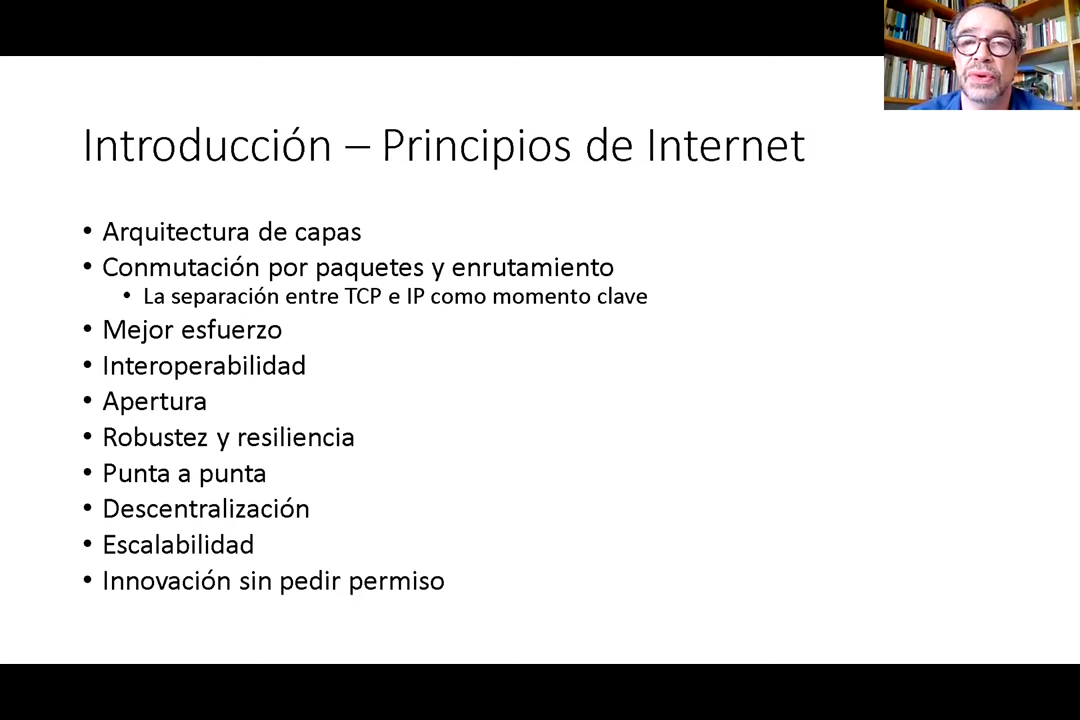 Introducción – Principios de Internet
• Arquitectura de capas
• Conmutación por paquetes y enrutamiento
• La separación entre TCP e IP como momento clave
• Mejor esfuerzo
• Interoperabilidad
• Apertura
• Robustez y resiliencia
• Punta a punta
• Descentralización
• Escalabilidad
• Innovación sin pedir permiso